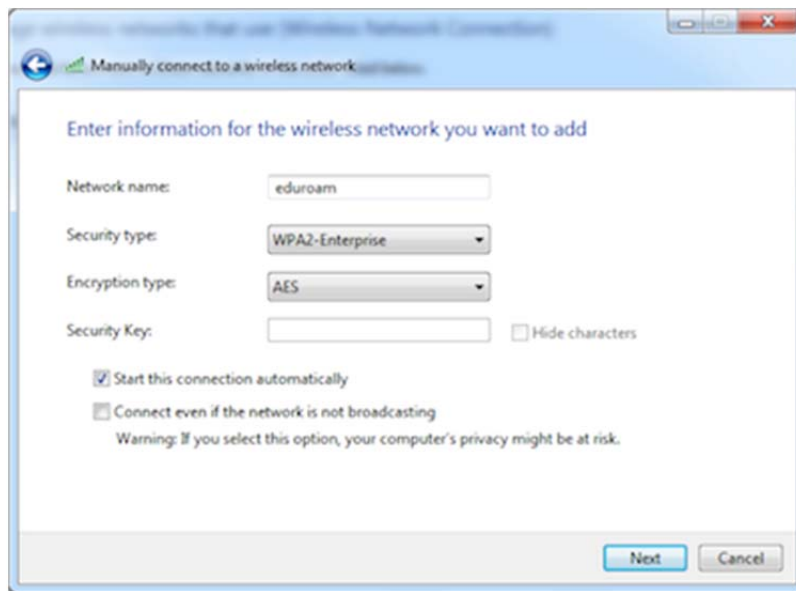 Manually connect to a wireless network
Enter information for the wireless network you want to add
Network name:
eduroam
Security type:
WPA2-Enterprise
Encryption type:
AES
Security Key:
Hide characters
Start this connection automatically
Connect even if the network is not broadcasting
Warning: If you select this option, your computer's privacy might be at risk.
Next
Cancel